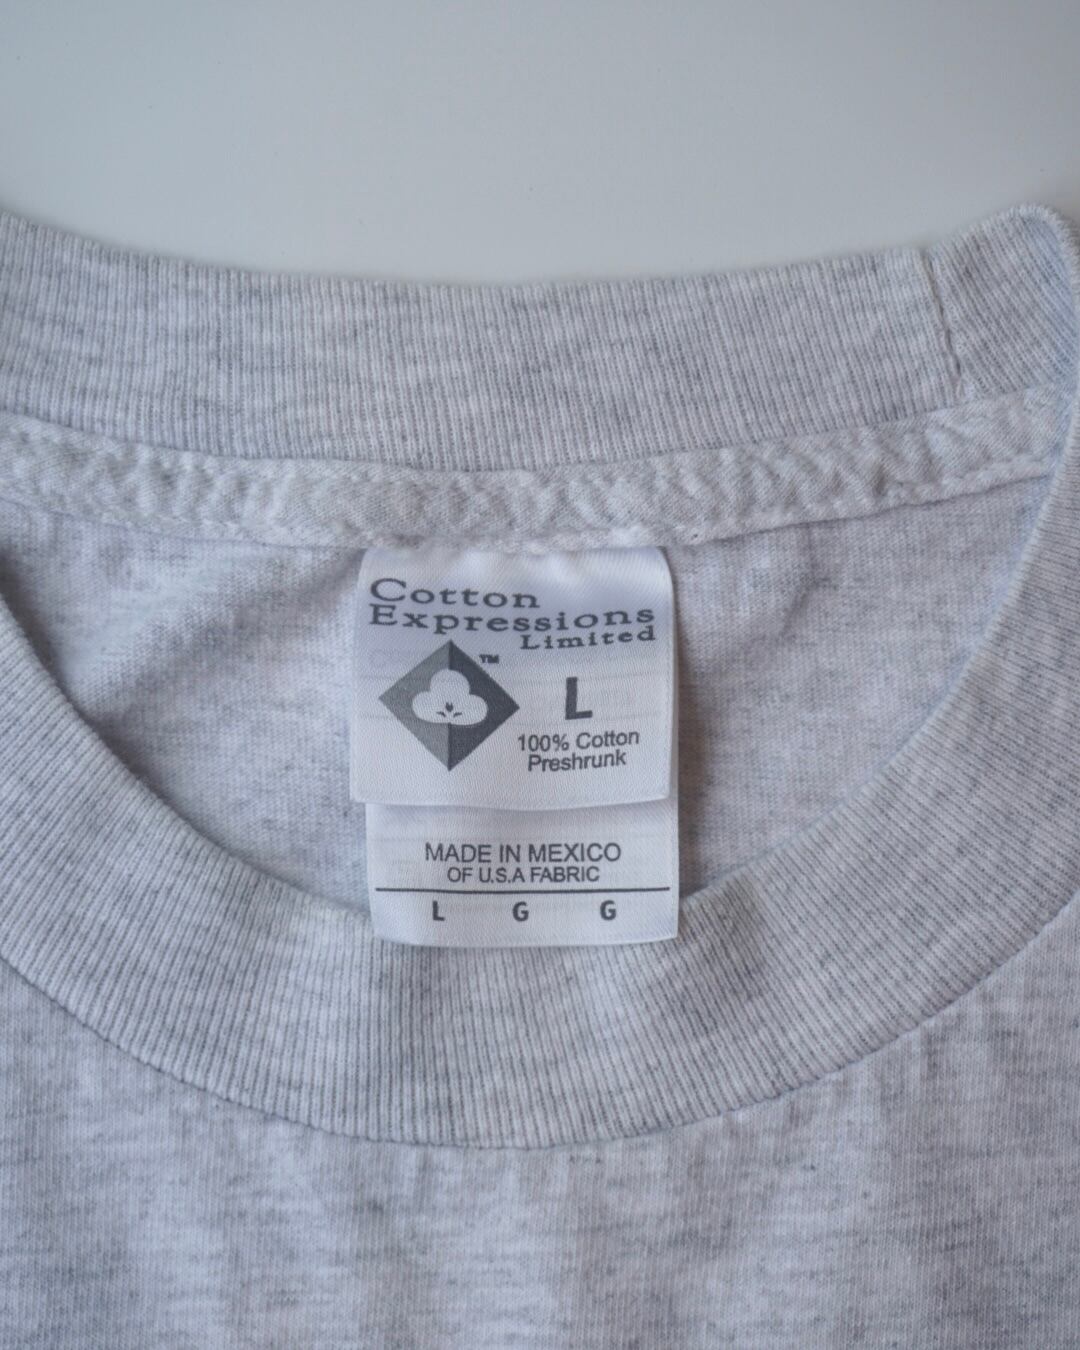 Cotton
Expressions
Limited
™
L
100% Cotton
Preshrunk
MADE IN MEXICO
OF U.S.A FABRIC
L G G